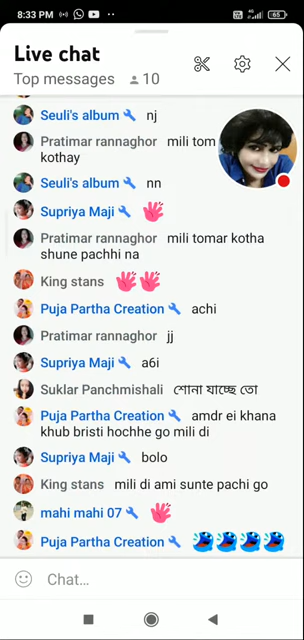 8:33 PM
65
Live chat
Top messages 10
Seuli's album nj
Pratimar rannaghor mili tom
kothay
Seuli's album nn
Supriya Maji
Pratimar rannaghor mili tomar kotha
shune pachhi na
King stans
Puja Partha Creation achi
Pratimar rannaghor jj
Supriya Maji a6i
Suklar Panchmishali শোনা যাচ্ছে তো
Puja Partha Creation amdr ei khana
khub bristi hochhe go mili di
Supriya Maji bolo
King stans mili di ami sunte pachi go
mahi mahi 07
Puja Partha Creation
Chat...